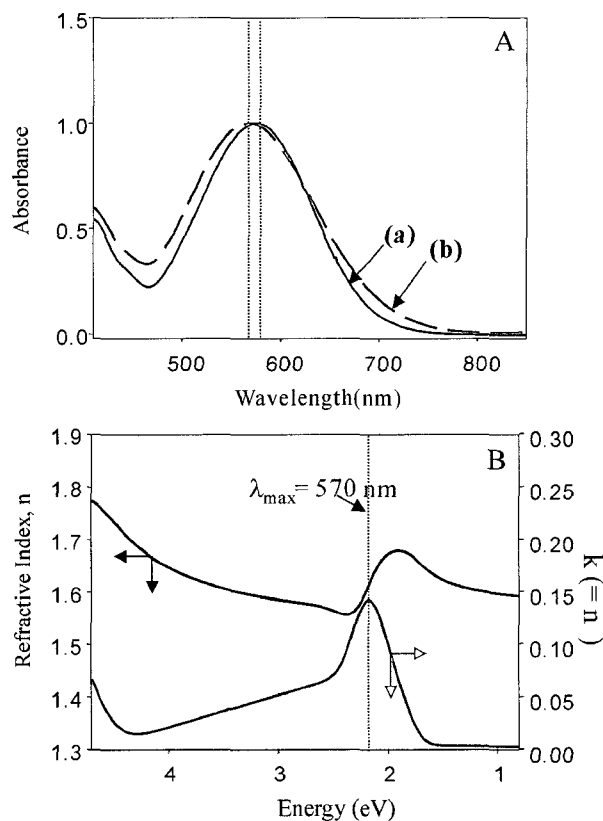 A
1.5
1.0
0.5
0.0
Absorbance
(a)
(b)
500
600
700
800
Wavelength(nm)
B
1.9
1.8
1.7
1.6
1.5
1.4
1.3
Refractive Index, n
λmax= 570 nm
0.30
0.25
0.20
0.15
0.10
0.05
0.00
k (=n )
4
3
2
1
Energy (eV)